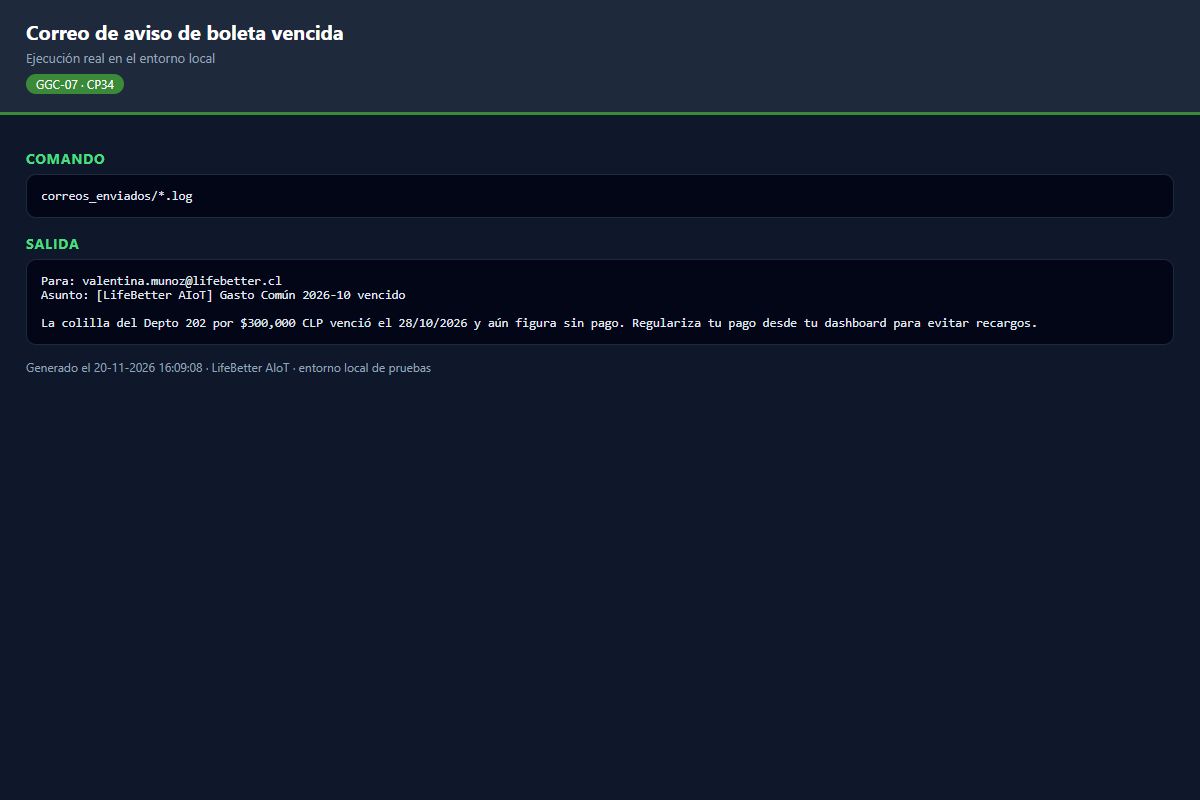 Correo de aviso de boleta vencida
Ejecución real en el entorno local
GGC-07 · CP34
COMANDO
correos_enviados/*.log
SALIDA
Para: valentina.munoz@lifebetter.cl
Asunto: [LifeBetter AIoT] Gasto Común 2026-10 vencido
La colilla del Depto 202 por $300,000 CLP venció el 28/10/2026 y aún figura sin pago. Regulariza tu pago desde tu dashboard para evitar recargos.
Generado el 20-11-2026 16:09:08 · LifeBetter AIoT · entorno local de pruebas